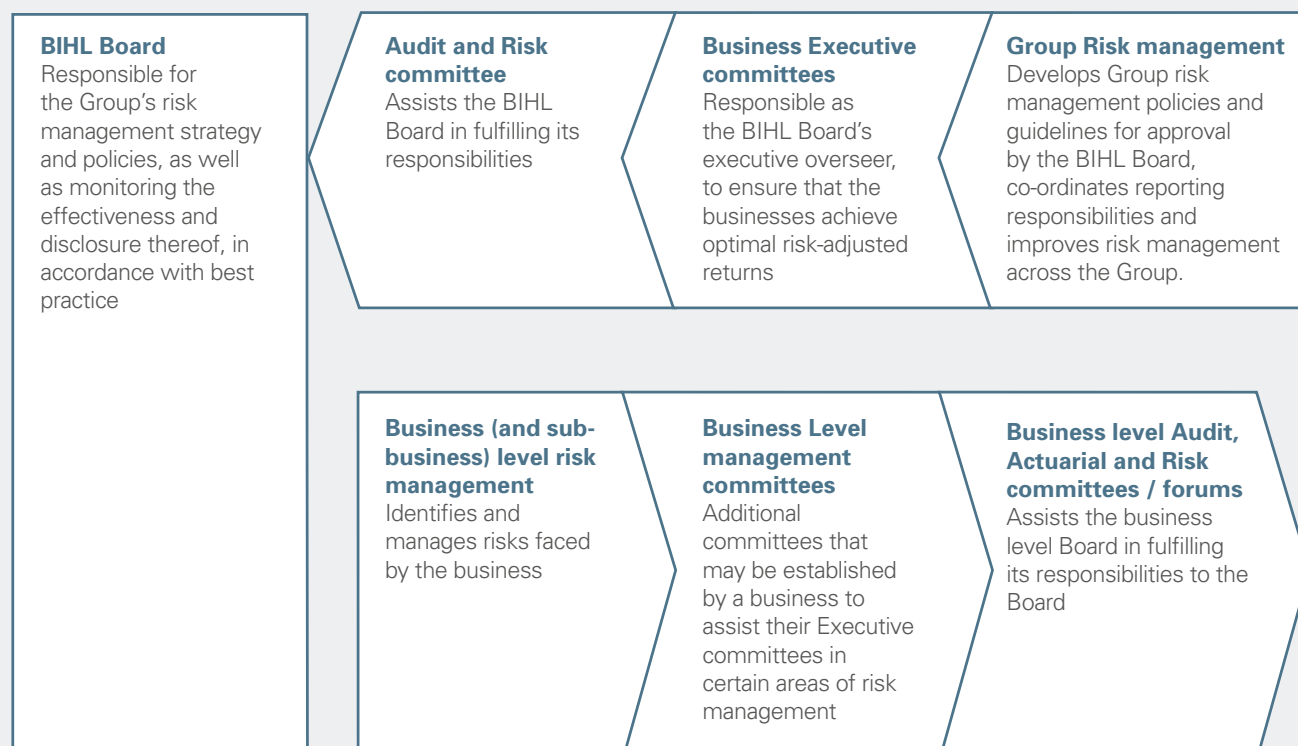 BIHL Board
Responsible for
the Group's risk
management strategy
and policies, as well
as monitoring the
effectiveness and
disclosure thereof, in
accordance with best
practice
Audit and Risk
committee
Assists the BIHL
Board in fulfilling its
responsibilities
Business Executive
committees
Responsible as
the BIHL Board's
executive overseer,
to ensure that the
businesses achieve
optimal risk-adjusted
returns
Group Risk management
Develops Group risk
management policies and
guidelines for approval
by the BIHL Board,
co-ordinates reporting
responsibilities and
improves risk management
across the Group.
Business (and sub-
business) level risk
management
Identifies and
manages risks faced
by the business
Business Level
management
committees
Additional
committees that
may be established
by a business to
assist their Executive
committees in
certain areas of risk
management
Business level Audit,
Actuarial and Risk
committees / forums
Assists the business
level Board in fulfilling
its responsibilities to the
Board